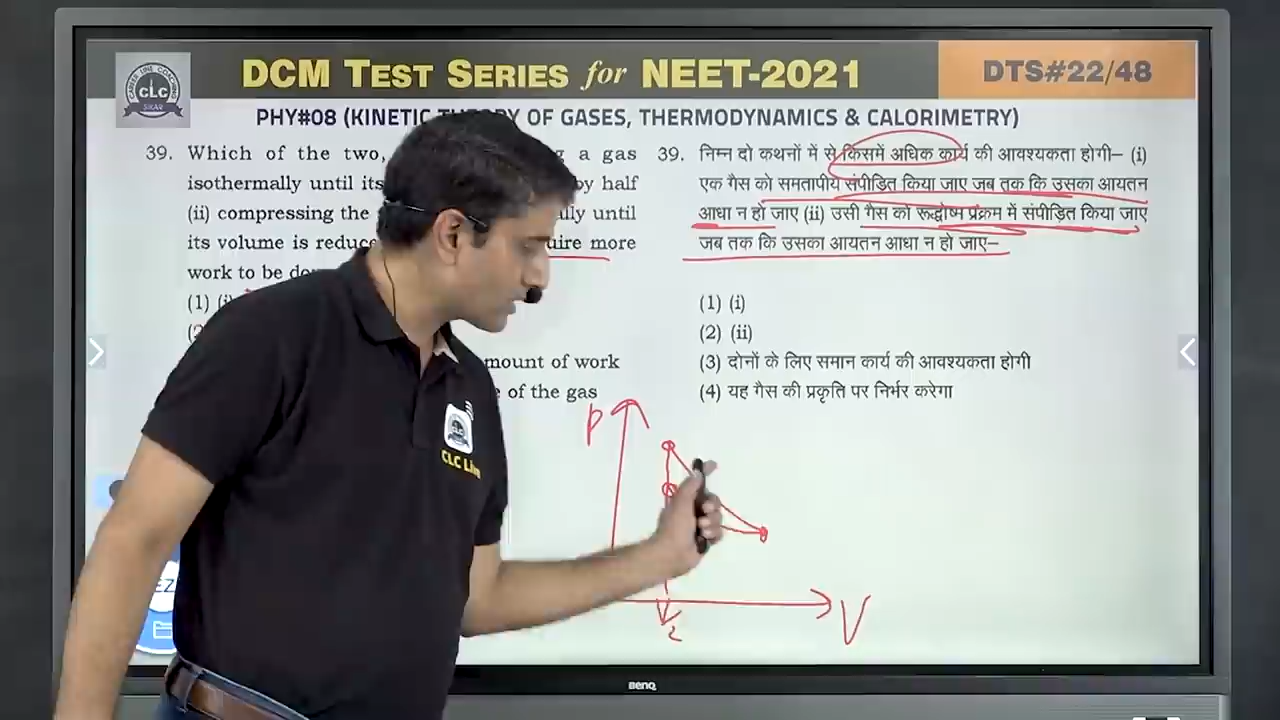 DCM TEST SERIES for NEET-2021
DTS#22/48
CLC
SIKAR
PHY#08 (KINETIC OF GASES, THERMODYNAMICS & CALORIMETRY)
39. Which of the two, g a gas
isothermally until its by half
(ii) compressing the ally until
its volume is reduce uire more
work to be do
(1) (i)
mount of work
of the gas
39. निम्न दो कथनों में से किसमें अधिक कार्य की आवश्यकता होगी– (i)
एक गैस को समतापीय संपीडित किया जाए जब तक कि उसका आयतन
आधा न हो जाए (ii) उसी गैस को रूद्धोष्म प्रक्रम में संपीड़ित किया जाए
जब तक कि उसका आयतन आधा न हो जाए–
(1) (i)
(2) (ii)
(3) दोनों के लिए समान कार्य की आवश्यकता होगी
(4) यह गैस की प्रकृति पर निर्भर करेगा
P
V
V2
CLC Live
BENQ